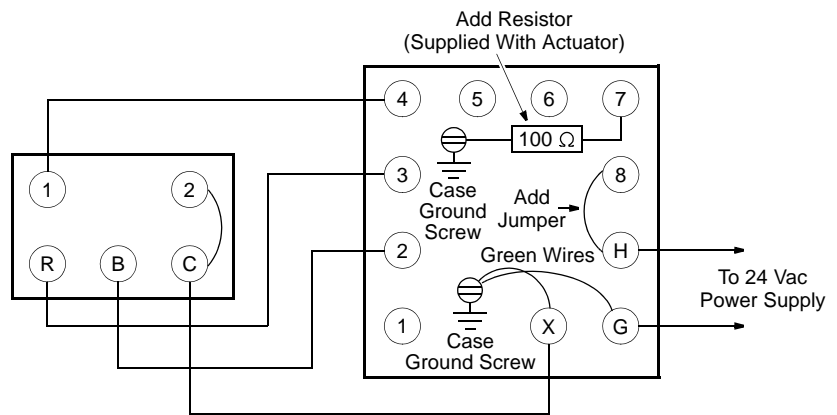 Add Resistor
(Supplied With Actuator)
4 5 6 7
100 Ω
1 2
3
Case
Ground
Screw
8
Add
Jumper
R B C
2
Green Wires
H
To 24 Vac
Power Supply
1
X
G
Case
Ground Screw